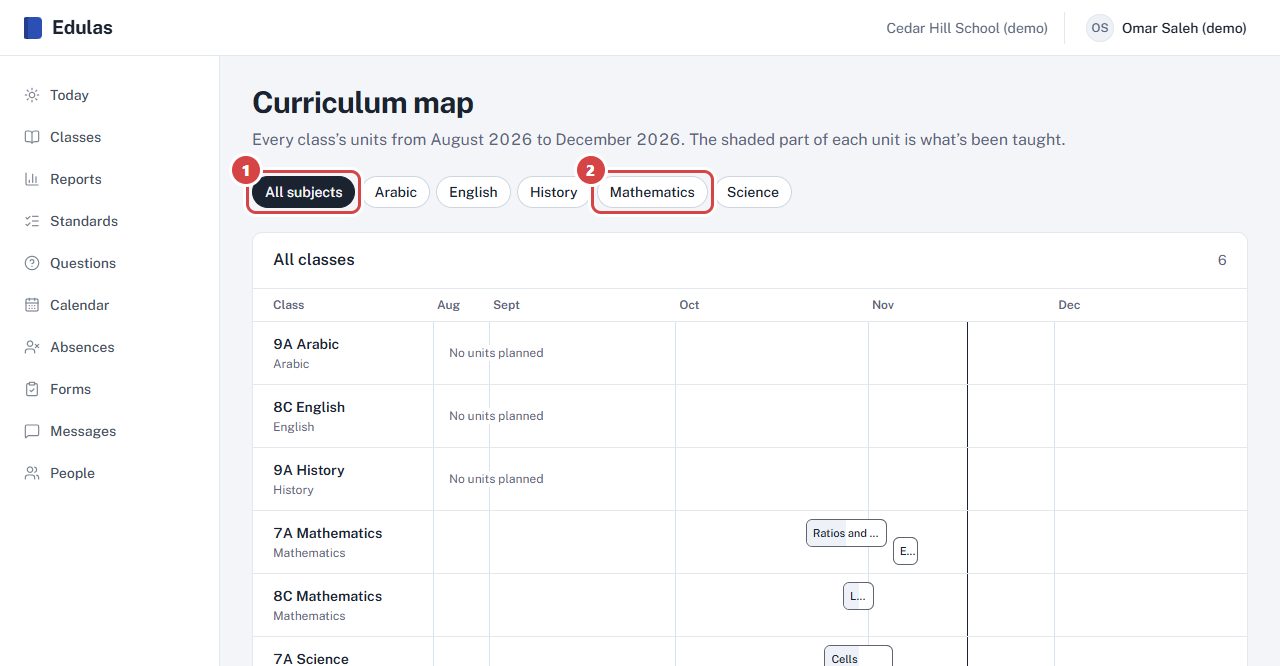 Edulas
Cedar Hill School (demo)
OS
Omar Saleh (demo)
Today
Classes
Reports
Standards
Questions
Calendar
Absences
Forms
Messages
People
Curriculum map
Every class’s units from August 2026 to December 2026. The shaded part of each unit is what’s been taught.
1
2
All subjects
Arabic
English
History
Mathematics
Science
All classes
6
Class
Aug
Sept
Oct
Nov
Dec
9A Arabic
Arabic
No units planned
8C English
English
No units planned
9A History
History
No units planned
7A Mathematics
Mathematics
Ratios and ...
E...
8C Mathematics
Mathematics
L...
7A Science
Cells